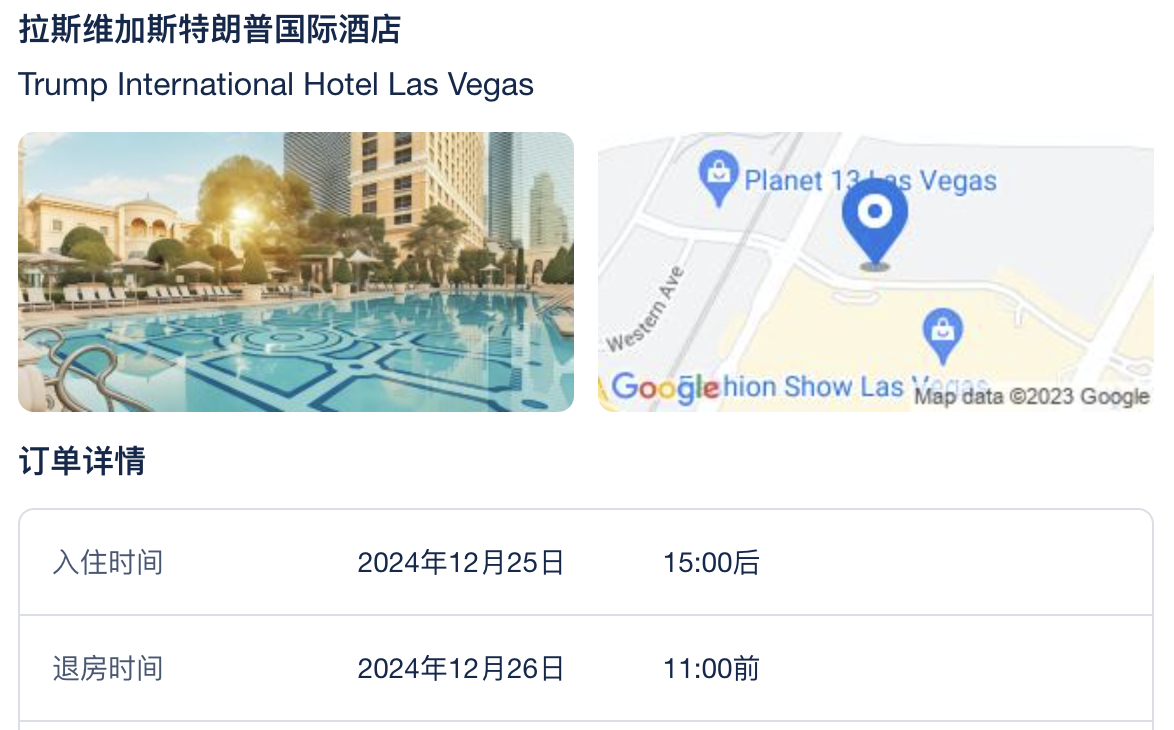 拉斯维加斯特朗普国际酒店
Trump International Hotel Las Vegas
Planet 13 Las Vegas
Western Ave
Google
hion Show Las Vegas
Map data ©2023 Google
订单详情
入住时间 2024年12月25日 15:00后
退房时间 2024年12月26日 11:00前